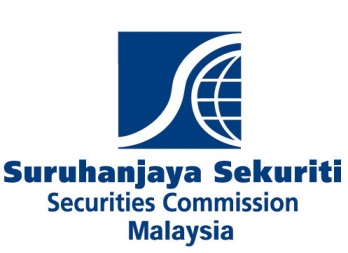 Suruhanjaya Sekuriti
Securities Commission
Malaysia